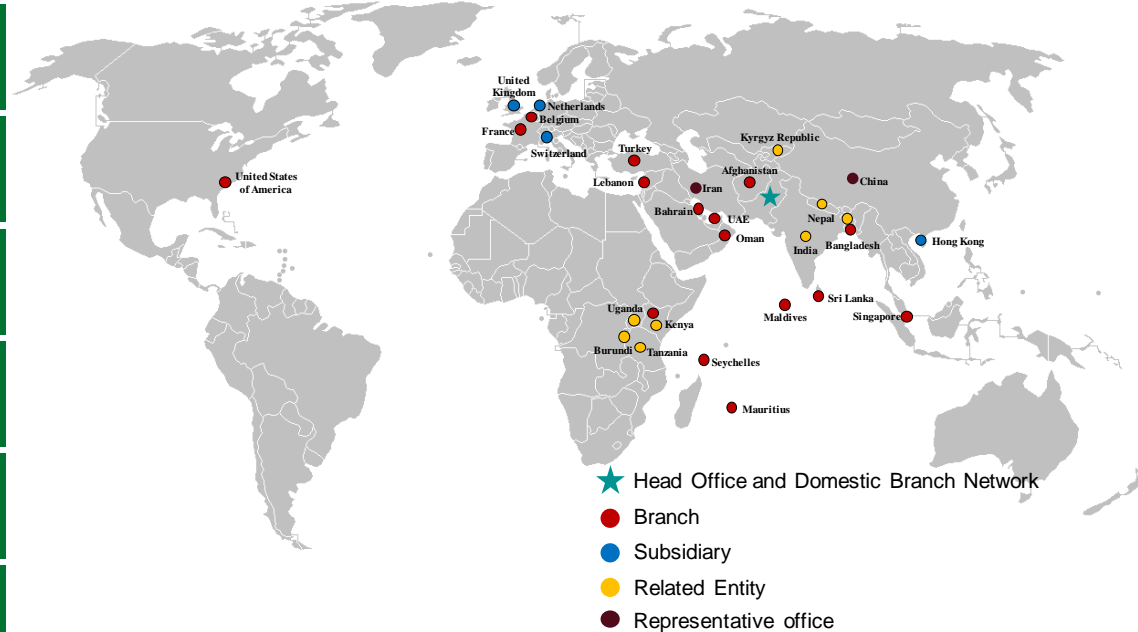 United
Kingdom
Netherlands
Belgium
France
Switzerland
Turkey
Kyrgyz Republic
Afghanistan
United States
of America
Lebanon
Iran
China
Bahrain
UAE
Nepal
Oman
India
Bangladesh
Hong Kong
Sri Lanka
Maldives
Singapore
Uganda
Kenya
Burundi
Tanzania
Seychelles
Mauritius
Head Office and Domestic Branch Network
Branch
Subsidiary
Related Entity
Representative office